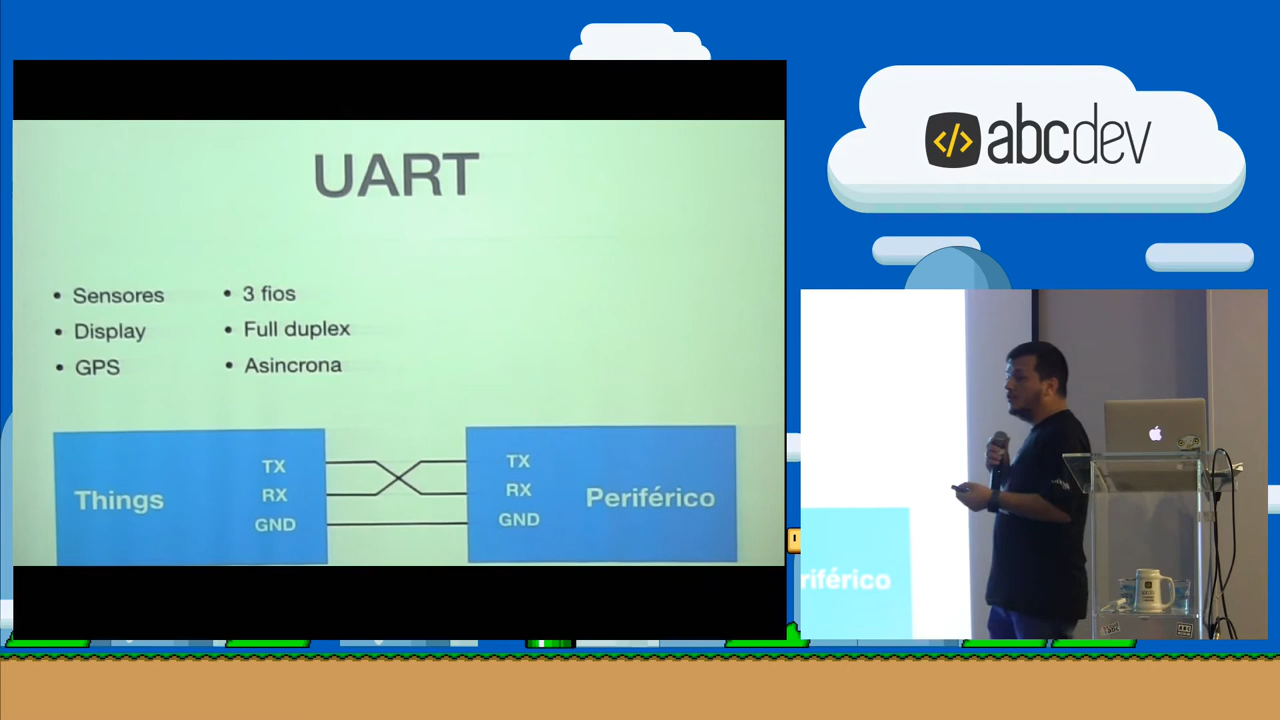 UART
• Sensores
• Display
• GPS
• 3 fios
• Full duplex
• Asincrona
Things
TX
RX
GND
TX
RX
GND
Periférico
</> abcdev
riférico